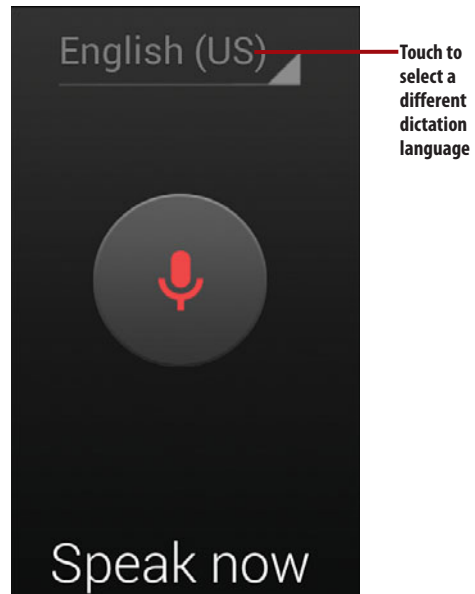 English (US)
Touch to
select a
different
dictation
language
Speak now